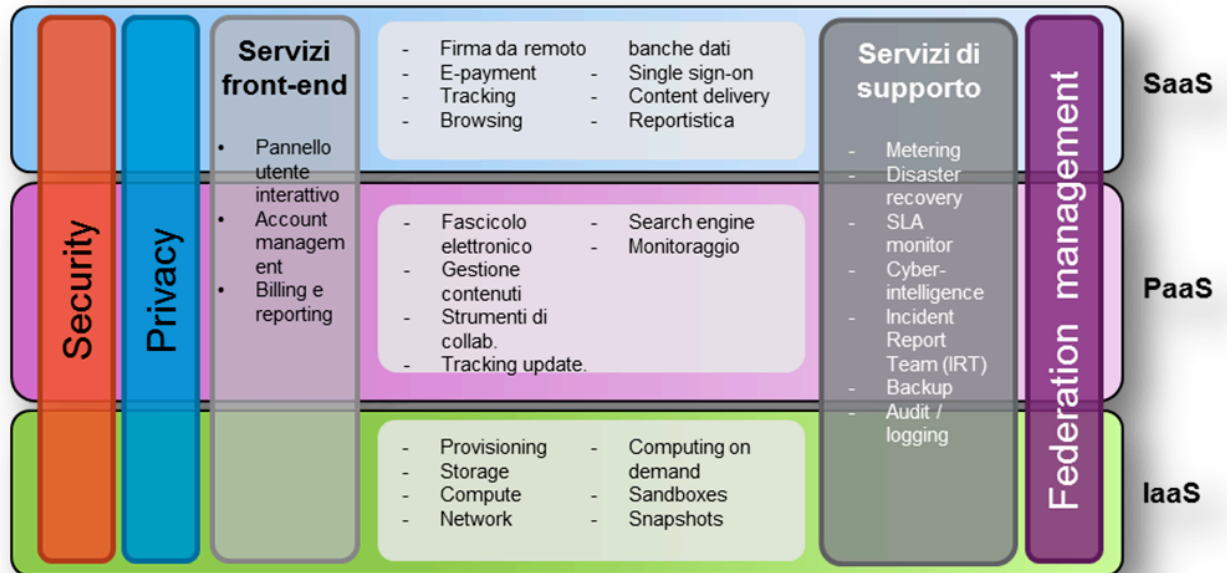 Security
Privacy
Servizi
front-end
• Pannello
utente
interattivo
• Account
managem
ent
• Billing e
reporting
- Firma da remoto
- E-payment
- Tracking
- Browsing
banche dati
- Single sign-on
- Content delivery
- Reportistica
- Fascicolo
elettronico
- Gestione
contenuti
- Strumenti di
collab.
- Tracking update.
- Search engine
- Monitoraggio
- Provisioning
- Storage
- Compute
- Network
- Computing on
demand
- Sandboxes
- Snapshots
Servizi di
supporto
- Metering
- Disaster
recovery
- SLA
monitor
- Cyber-
intelligence
- Incident
Report
Team (IRT)
- Backup
- Audit /
logging
Federation management
SaaS
PaaS
IaaS